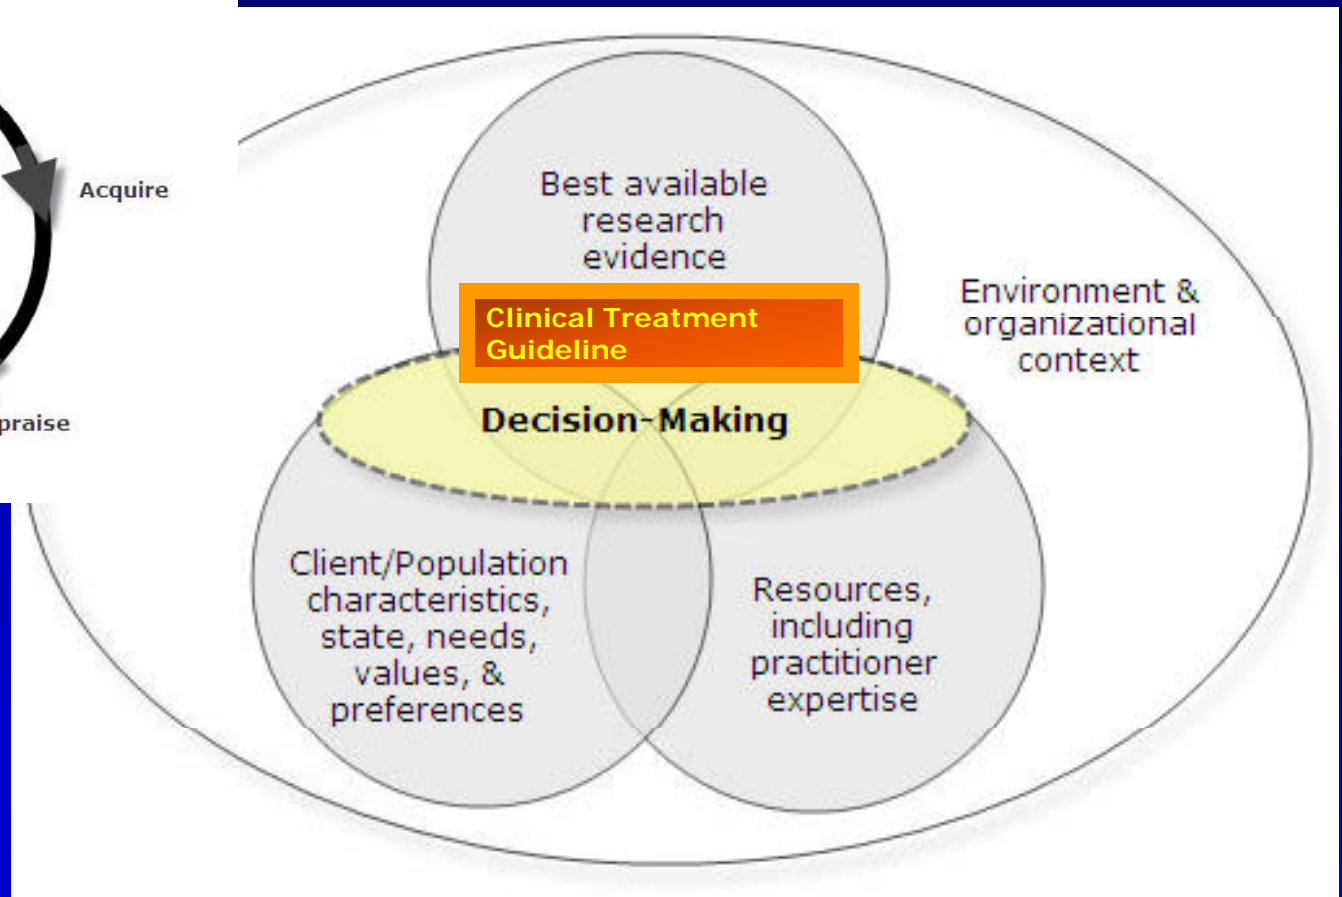 Acquire
praise
Best available
research
evidence
Clinical Treatment
Guideline
Environment &
organizational
context
Decision-Making
Client/Population
characteristics,
state, needs,
values, &
preferences
Resources,
including
practitioner
expertise